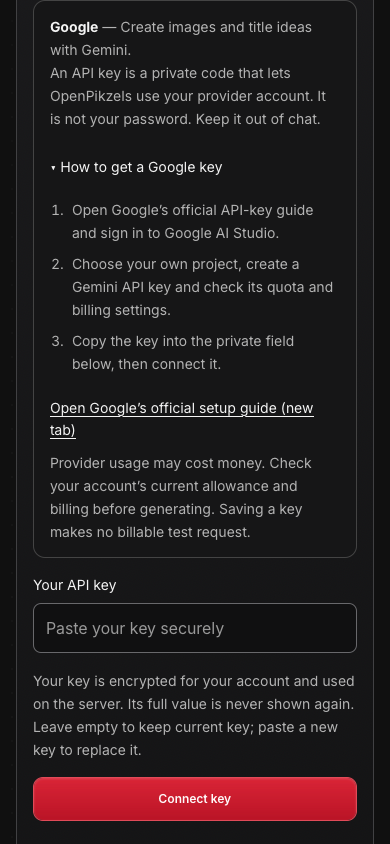 Google — Create images and title ideas
with Gemini.
An API key is a private code that lets
OpenPikzels use your provider account. It
is not your password. Keep it out of chat.
▾ How to get a Google key
1. Open Google’s official API-key guide
and sign in to Google AI Studio.
2. Choose your own project, create a
Gemini API key and check its quota and
billing settings.
3. Copy the key into the private field
below, then connect it.
Open Google’s official setup guide (new
tab)
Provider usage may cost money. Check
your account’s current allowance and
billing before generating. Saving a key
makes no billable test request.
Your API key
Paste your key securely
Your key is encrypted for your account and used
on the server. Its full value is never shown again.
Leave empty to keep current key; paste a new
key to replace it.
Connect key